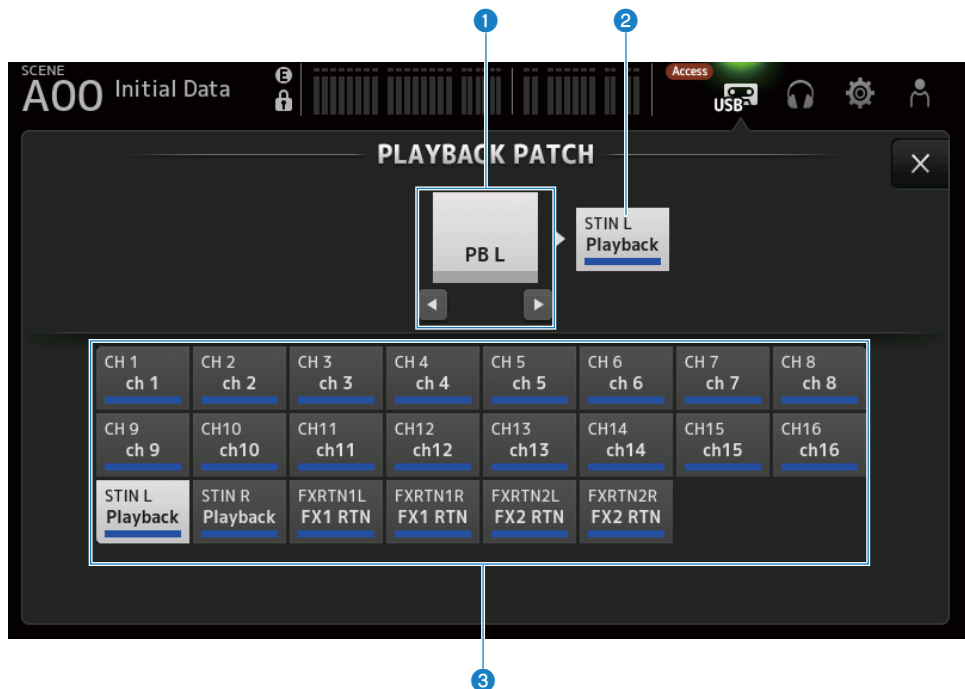 1 2
SCENE
A00 Initial Data
E
Access
USB
PLAYBACK PATCH
PB L
STIN L
Playback
CH 1 CH 2 CH 3 CH 4 CH 5 CH 6 CH 7 CH 8
ch 1 ch 2 ch 3 ch 4 ch 5 ch 6 ch 7 ch 8
CH 9 CH10 CH11 CH12 CH13 CH14 CH15 CH16
ch 9 ch10 ch11 ch12 ch13 ch14 ch15 ch16
STIN L STIN R FXRTN1L FXRTN1R FXRTN2L FXRTN2R
Playback Playback FX1 RTN FX1 RTN FX2 RTN FX2 RTN
3